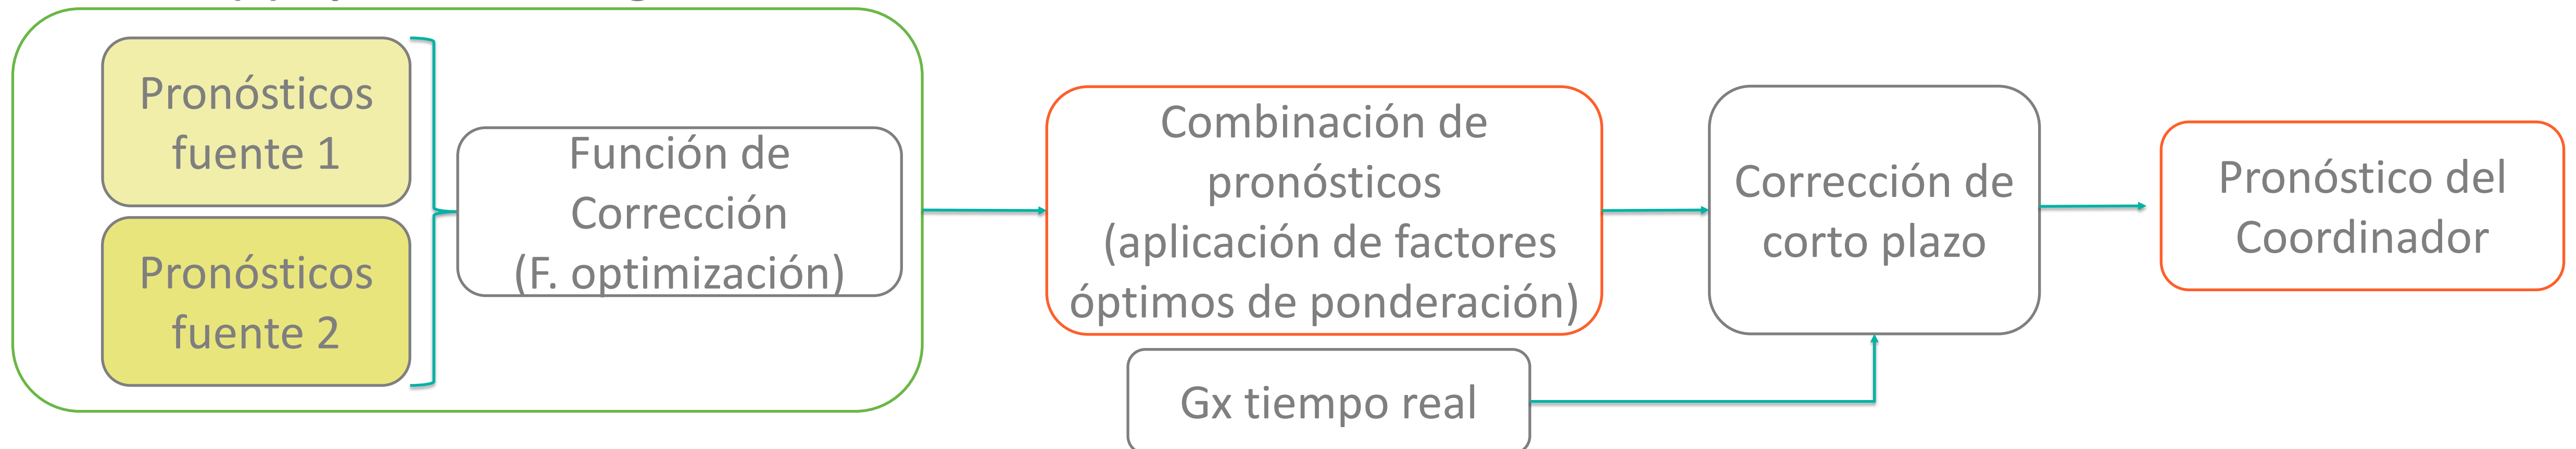 Pronósticos
fuente 1
Pronósticos
fuente 2
Función de
Corrección
(F. optimización)
Combinación de
pronósticos
(aplicación de factores
óptimos de ponderación)
Gx tiempo real
Corrección de
corto plazo
Pronóstico del
Coordinador